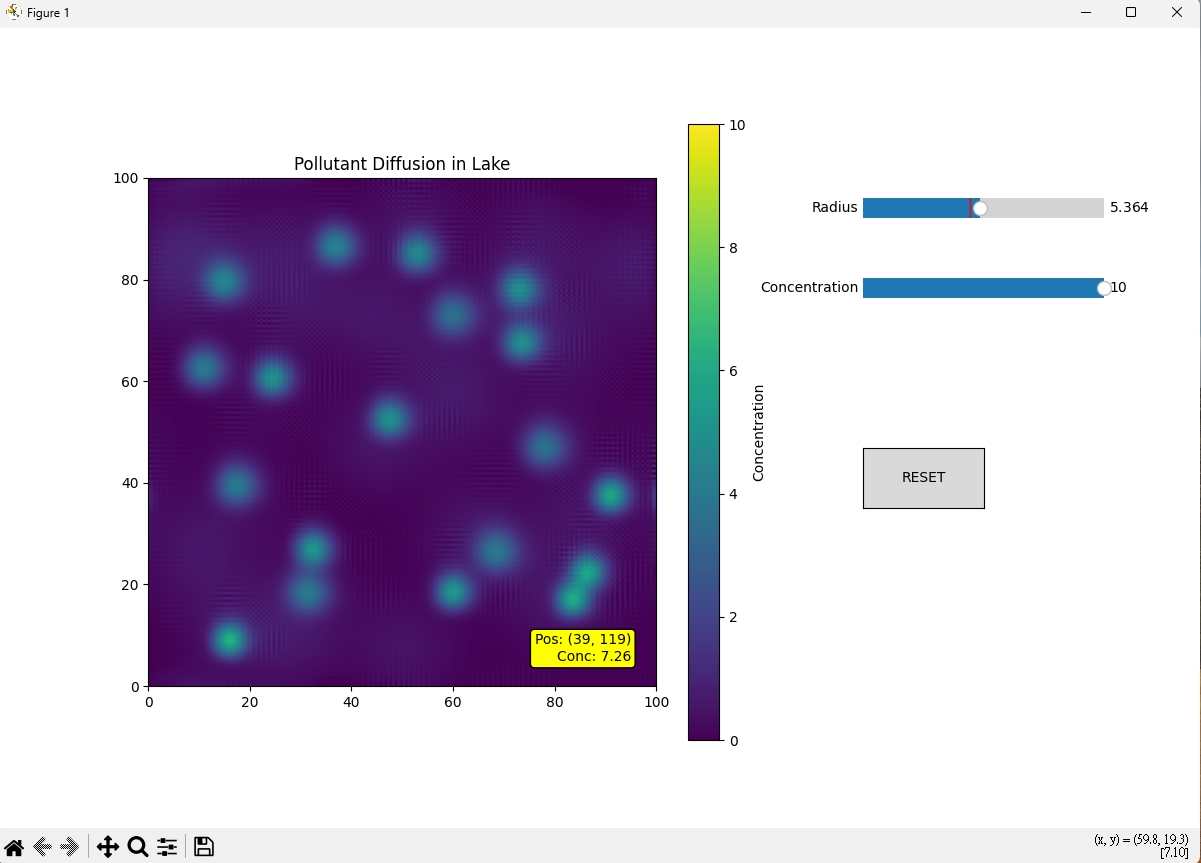 Figure 1
Pollutant Diffusion in Lake
100
80
60
40
20
0
0
20
40
60
80
100
Pos: (39, 119)
Conc: 7.26
10
8
6
4
2
0
Concentration
Radius
5.364
Concentration
10
RESET
(x, y) = (59.8, 19.3)
[7.10]